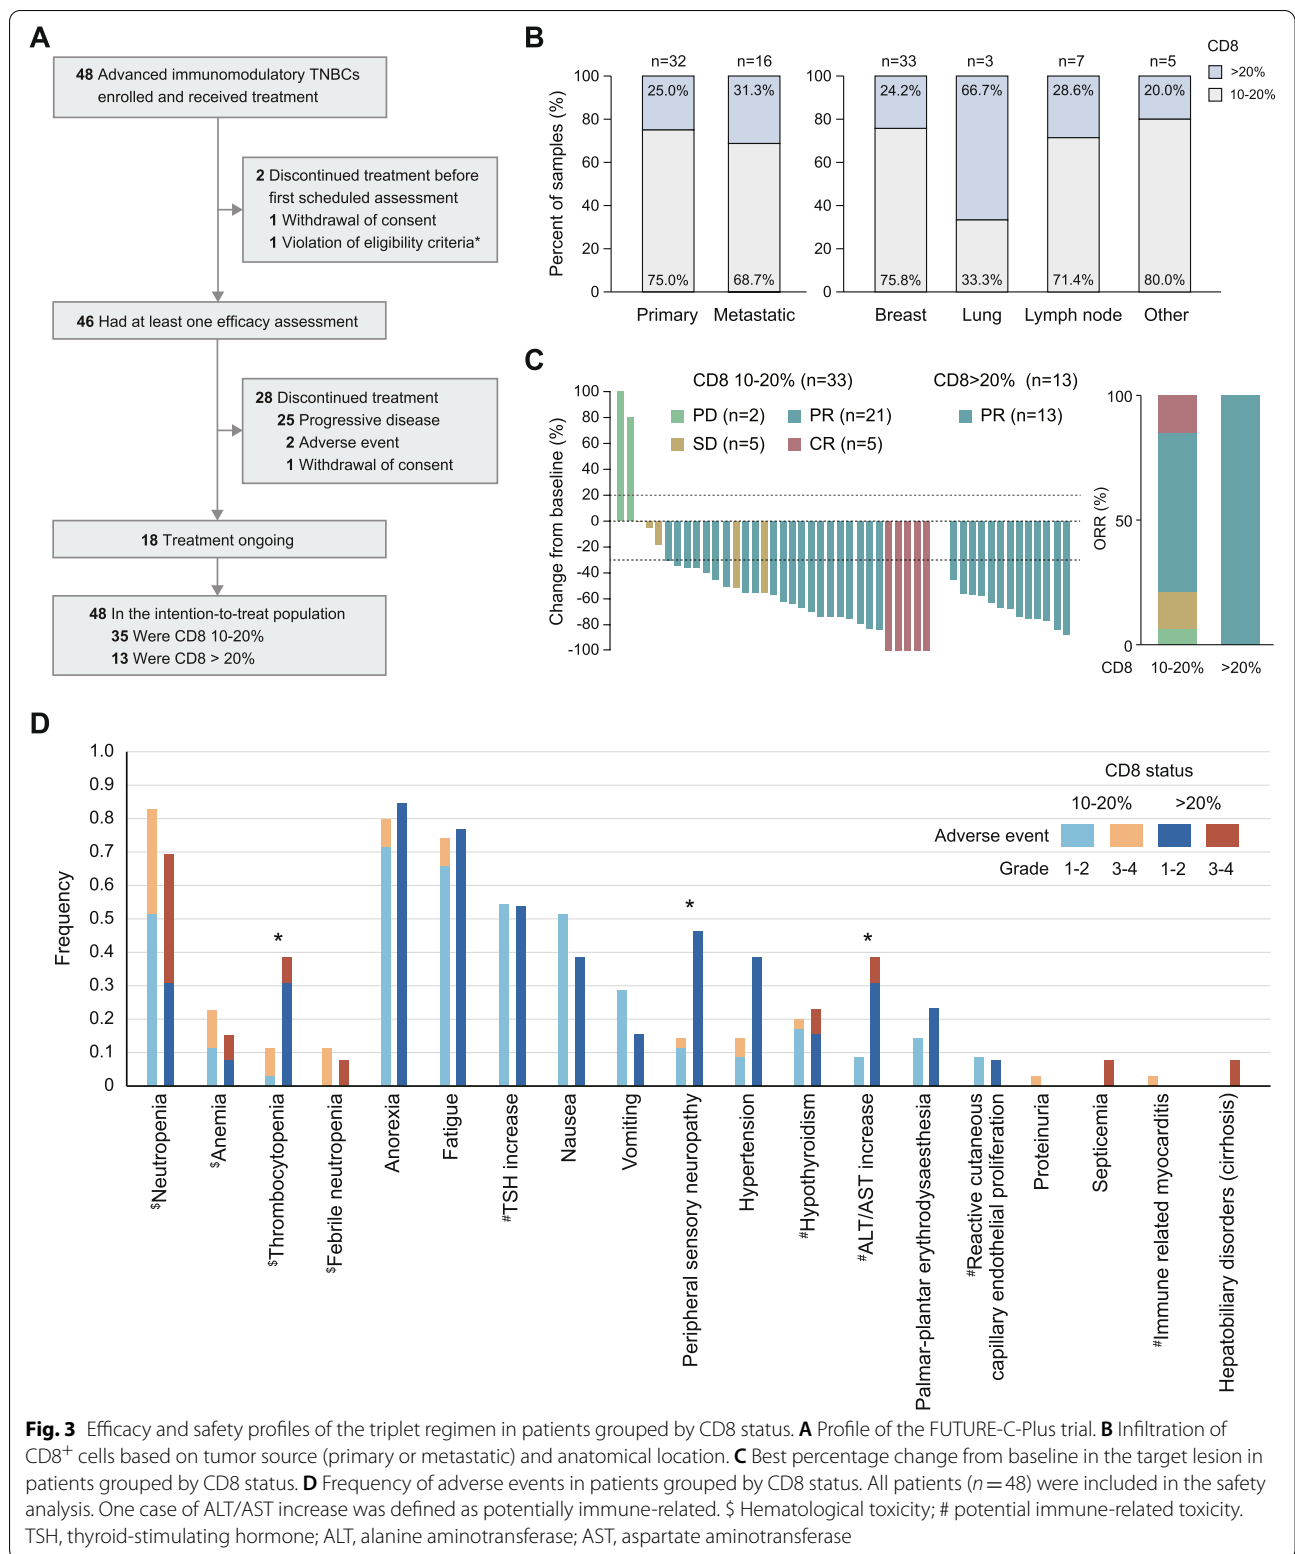 A
48 Advanced immunomodulatory TNBCs
enrolled and received treatment
2 Discontinued treatment before
first scheduled assessment
1 Withdrawal of consent
1 Violation of eligibility criteria*
46 Had at least one efficacy assessment
28 Discontinued treatment
25 Progressive disease
2 Adverse event
1 Withdrawal of consent
18 Treatment ongoing
48 In the intention-to-treat population
35 Were CD8 10-20%
13 Were CD8 > 20%
B
Percent of samples (%)
100
80
60
40
20
0
n=32
n=16
25.0%
31.3%
75.0%
68.7%
Primary
Metastatic
100
80
60
40
20
0
n=33
n=3
n=7
n=5
24.2%
66.7%
28.6%
20.0%
75.8%
33.3%
71.4%
80.0%
Breast
Lung
Lymph node
Other
CD8
>20%
10-20%
C
Change from baseline (%)
100
80
60
40
20
0
-20
-40
-60
-80
-100
CD8 10-20% (n=33)
PD (n=2)
PR (n=21)
SD (n=5)
CR (n=5)
CD8>20% (n=13)
PR (n=13)
ORR (%)
100
50
0
CD8
10-20%
>20%
D
Frequency
1.0
0.9
0.8
0.7
0.6
0.5
0.4
0.3
0.2
0.1
0
*
*
*
CD8 status
10-20%
>20%
Adverse event
Grade
1-2
3-4
1-2
3-4
$Neutropenia
$Anemia
$Thrombocytopenia
$Febrile neutropenia
Anorexia
Fatigue
#TSH increase
Nausea
Vomiting
Peripheral sensory neuropathy
Hypertension
#Hypothyroidism
#ALT/AST increase
Palmar-plantar erythrodysaesthesia
#Reactive cutaneous
capillary endothelial proliferation
Proteinuria
Septicemia
#Immune related myocarditis
Hepatobiliary disorders (cirrhosis)
Fig. 3 Efficacy and safety profiles of the triplet regimen in patients grouped by CD8 status. A Profile of the FUTURE-C-Plus trial. B Infiltration of
CD8+ cells based on tumor source (primary or metastatic) and anatomical location. C Best percentage change from baseline in the target lesion in
patients grouped by CD8 status. D Frequency of adverse events in patients grouped by CD8 status. All patients (n = 48) were included in the safety
analysis. One case of ALT/AST increase was defined as potentially immune-related. $ Hematological toxicity; # potential immune-related toxicity.
TSH, thyroid-stimulating hormone; ALT, alanine aminotransferase; AST, aspartate aminotransferase